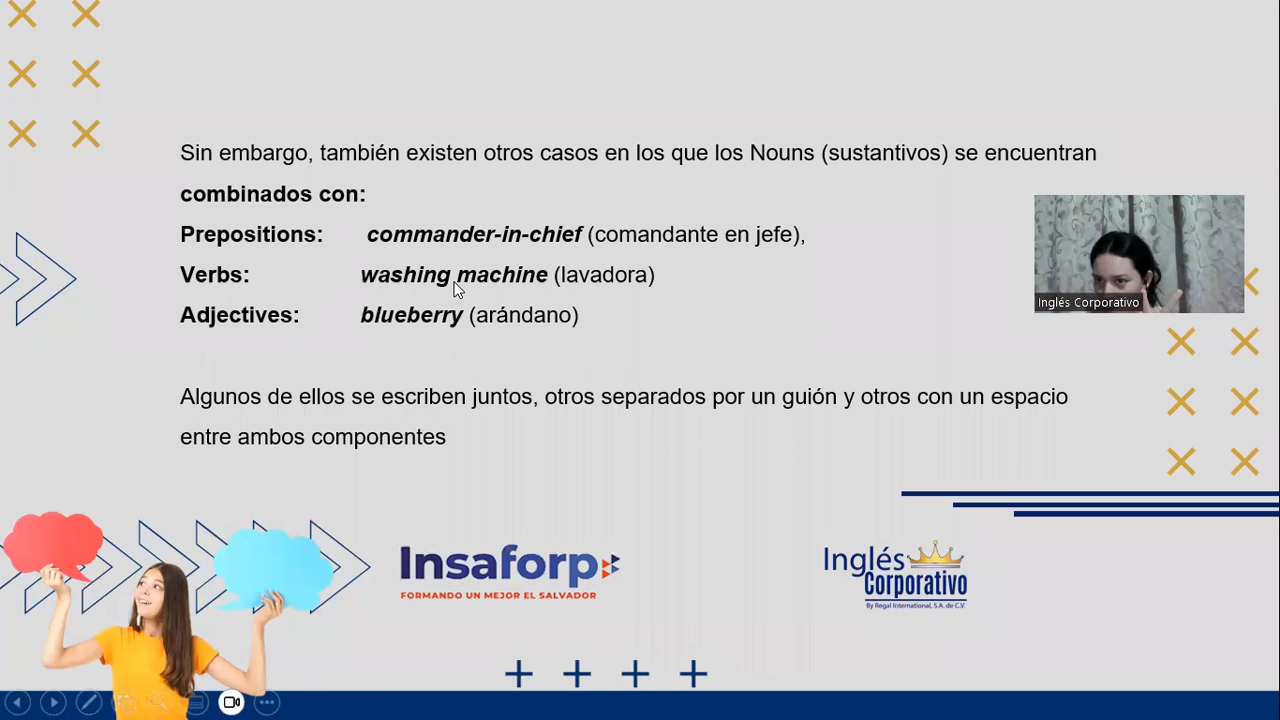 Sin embargo, también existen otros casos en los que los Nouns (sustantivos) se encuentran
combinados con:
Prepositions: commander-in-chief (comandante en jefe),
Verbs: washing machine (lavadora)
Adjectives: blueberry (arándano)
Inglés Corporativo
Algunos de ellos se escriben juntos, otros separados por un guión y otros con un espacio
entre ambos componentes
Insaforp
FORMANDO UN MEJOR EL SALVADOR
Inglés
Corporativo
By Regal International, S.A. de C.V.